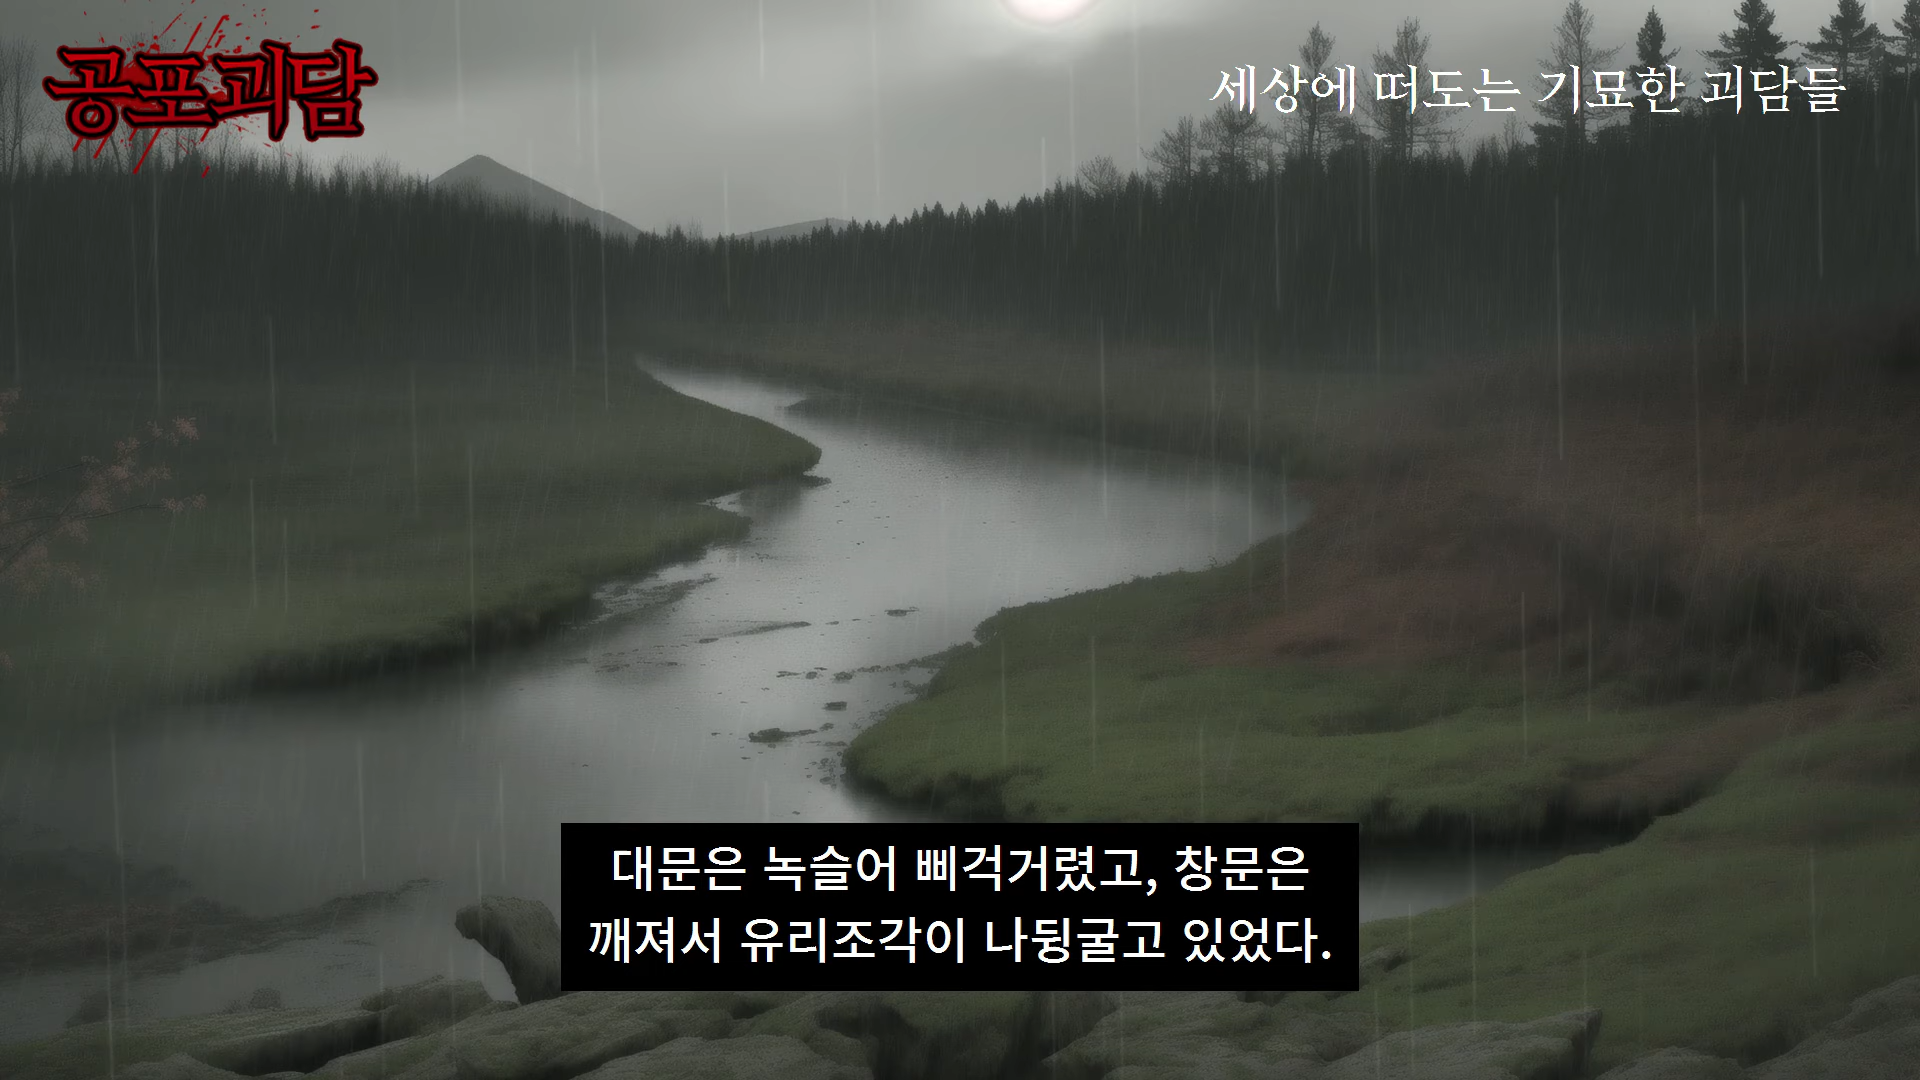 공포괴담
세상에 떠도는 기묘한 괴담들
대문은 녹슬어 삐걱거렸고, 창문은
깨져서 유리조각이 나뒹굴고 있었다.